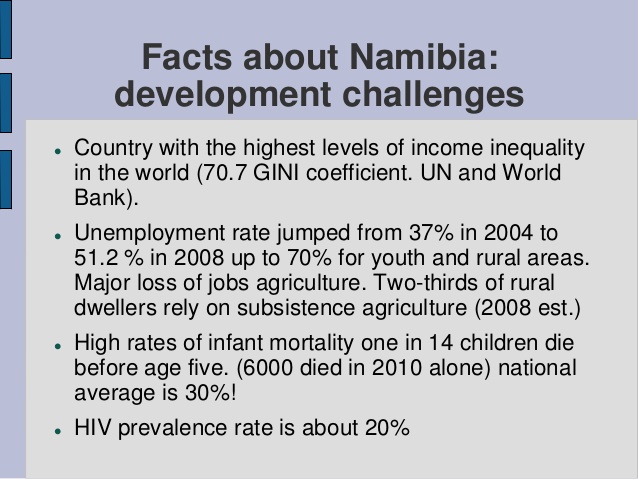 Facts about Namibia:
development challenges
Country with the highest levels of income inequality
in the world (70.7 GINI coefficient. UN and World
Bank).
Unemployment rate jumped from 37% in 2004 to
51.2 % in 2008 up to 70% for youth and rural areas.
Major loss of jobs agriculture. Two-thirds of rural
dwellers rely on subsistence agriculture (2008 est.)
High rates of infant mortality one in 14 children die
before age five. (6000 died in 2010 alone) national
average is 30%!
HIV prevalence rate is about 20%